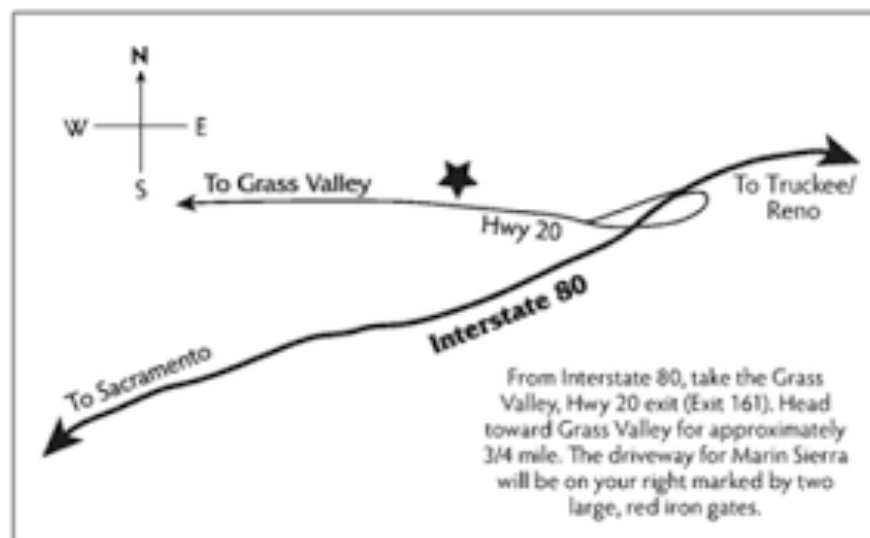 N
W E
S
To Grass Valley
Hwy 20
To Truckee/
Reno
Interstate 80
To Sacramento
From Interstate 80, take the Grass
Valley, Hwy 20 exit (Exit 161). Head
toward Grass Valley for approximately
3/4 mile. The driveway for Marin Sierra
will be on your right marked by two
large, red iron gates.